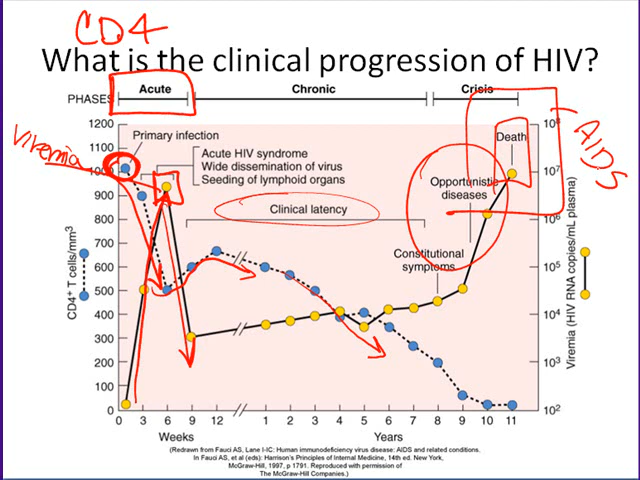 CD4
What is the clinical progression of HIV?
PHASES:
Acute
Chronic
Crisis
Viremia
AIDS
Primary infection
Acute HIV syndrome
Wide dissemination of virus
Seeding of lymphoid organs
Clinical latency
Constitutional
symptoms
Opportunistic
diseases
Death
CD4⁺ T cells/mm³
1200
1100
1000
900
800
700
600
500
400
300
200
100
0
Viremia (HIV RNA copies/mL plasma)
10⁸
10⁷
10⁶
10⁵
10⁴
10³
10²
0 3 6 9 12 1 2 3 4 5 6 7 8 9 10 11
Weeks Years
(Redrawn from Fauci AS, Lane I-IC: Human immunodeficiency virus disease: AIDS and related conditions.
In Fauci AS, et al (eds): Harrison's Principles of Internal Medicine, 14th ed. New York,
McGraw-Hill, 1997, p 1791. Reproduced with permission of
The McGraw-Hill Companies.)